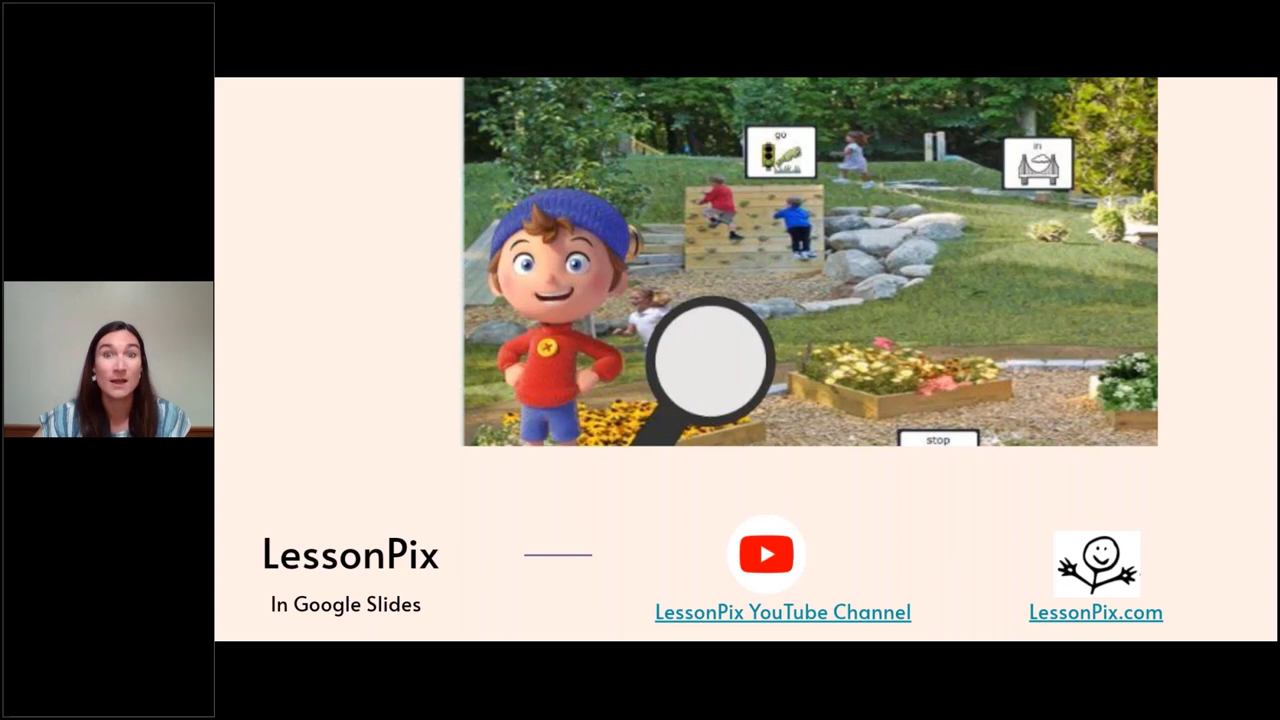 go
in
stop
LessonPix
In Google Slides
LessonPix YouTube Channel
LessonPix.com